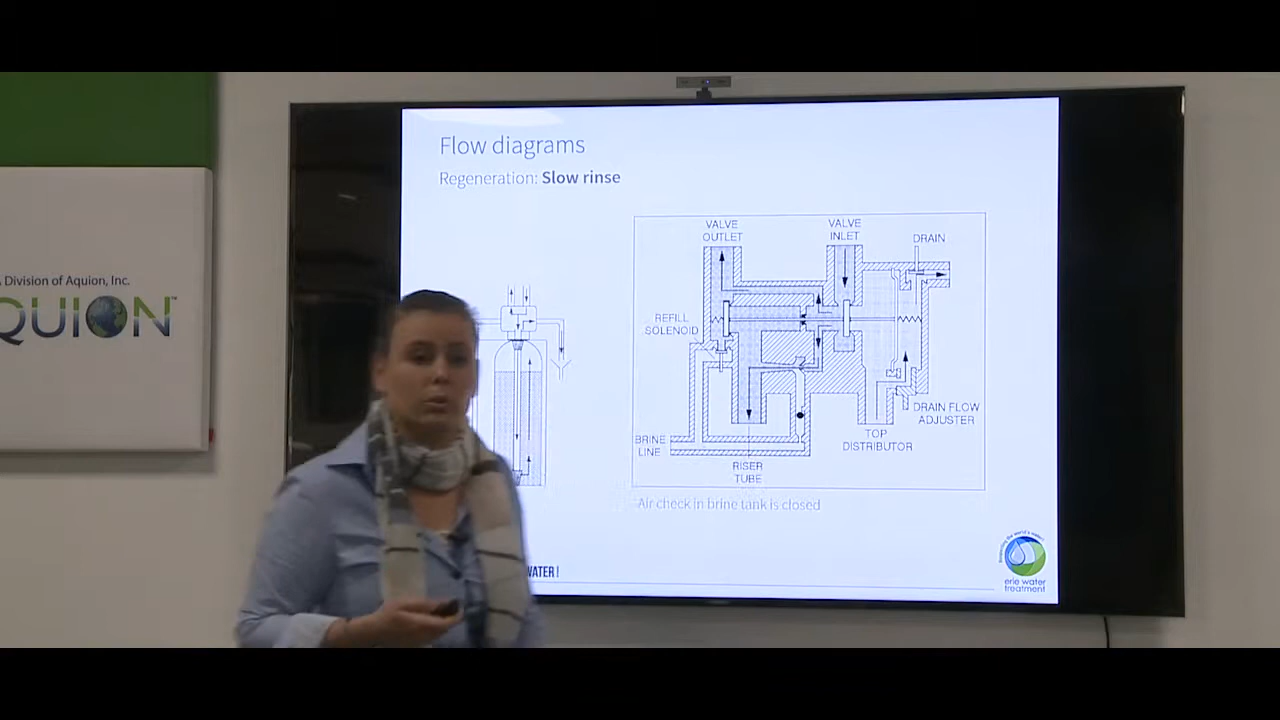 Division of Aquion, Inc.
QUION™
Flow diagrams
Regeneration: Slow rinse
VALVE
OUTLET
VALVE
INLET
DRAIN
REFILL
SOLENOID
DRAIN FLOW
ADJUSTER
TOP
DISTRIBUTOR
BRINE
LINE
RISER
TUBE
Air check in brine tank is closed
WATER!
erie water
treatment